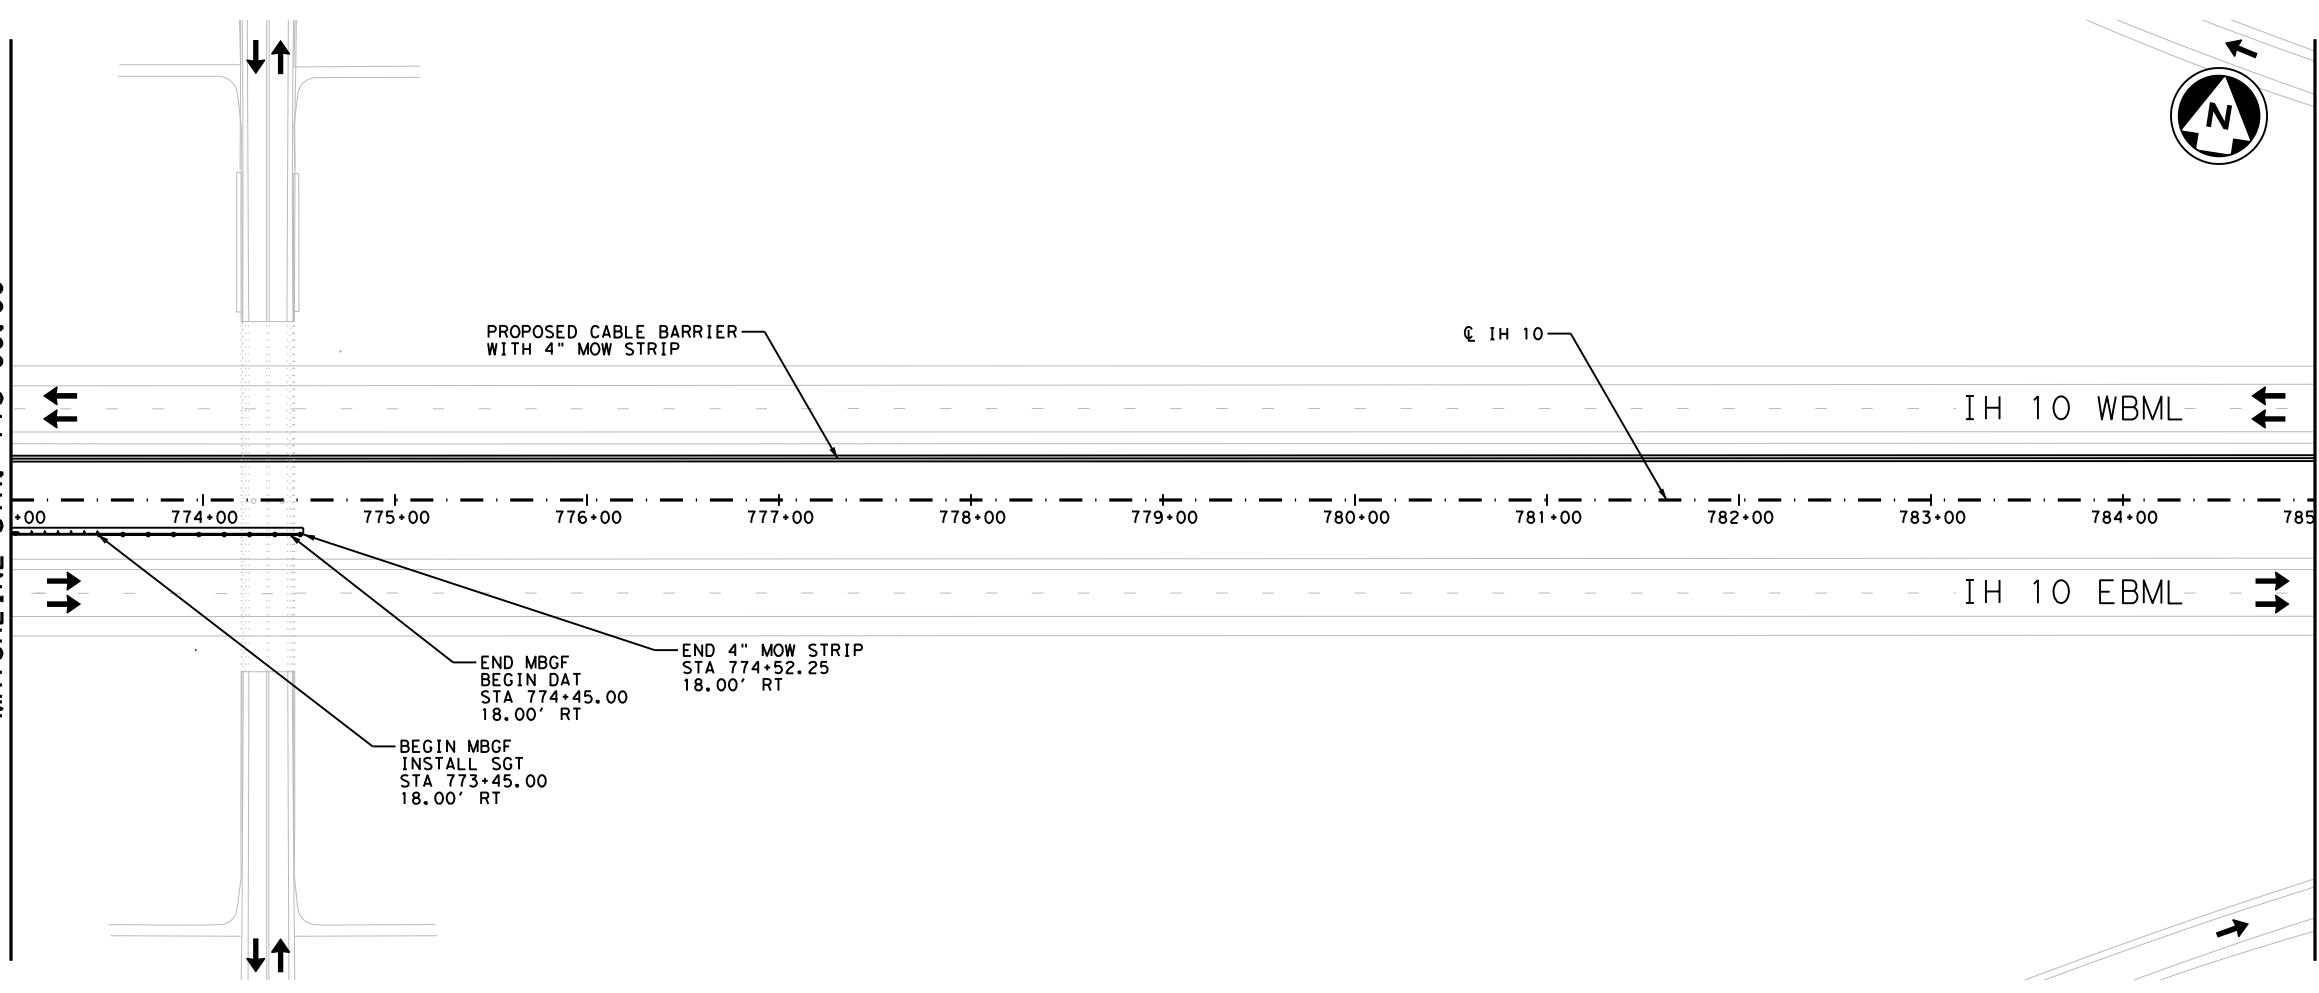 N
PROPOSED CABLE BARRIER
WITH 4" MOW STRIP
℄ IH 10
IH 10 WBML
+00
774+00
775+00
776+00
777+00
778+00
779+00
780+00
781+00
782+00
783+00
784+00
785
IH 10 EBML
END 4" MOW STRIP
STA 774+52.25
18.00' RT
END MBGF
BEGIN DAT
STA 774+45.00
18.00' RT
BEGIN MBGF
INSTALL SGT
STA 773+45.00
18.00' RT